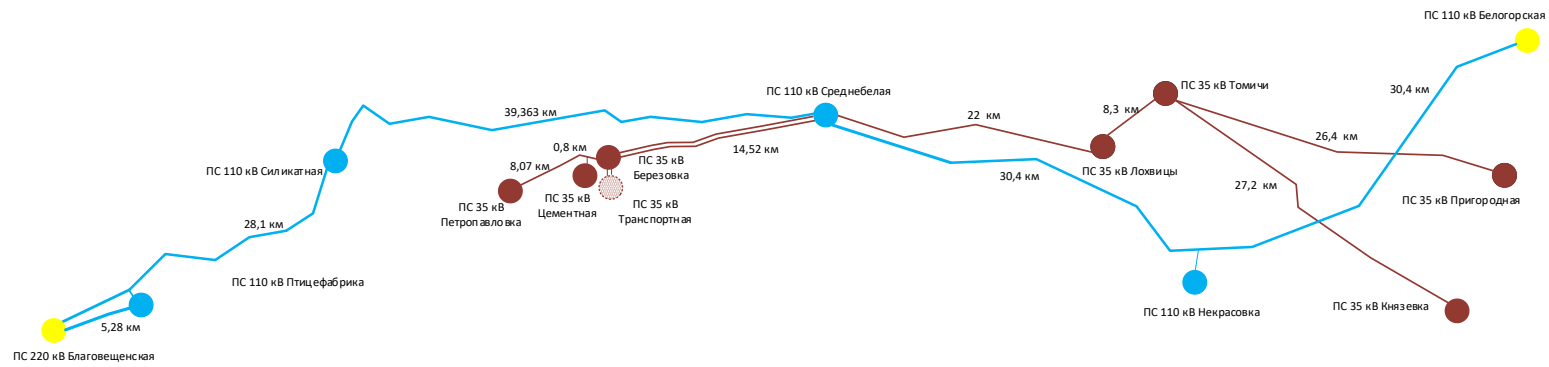 ПС 110 кВ Белогорская
30,4 км
ПС 35 кВ Томичи
ПС 110 кВ Среднебелая
39,363 км
8,3 км
22 км
26,4 км
0,8 км
14,52 км
8,07 км
ПС 35 кВ
Березовка
ПС 110 кВ Силикатная
ПС 35 кВ Лохвицы
30,4 км
27,2 км
ПС 35 кВ Пригородная
ПС 35 кВ
Петропавловка
ПС 35 кВ
Цементная
ПС 35 кВ
Транспортная
28,1 км
ПС 110 кВ Птицефабрика
ПС 110 кВ Некрасовка
ПС 35 кВ Князевка
5,28 км
ПС 220 кВ Благовещенская